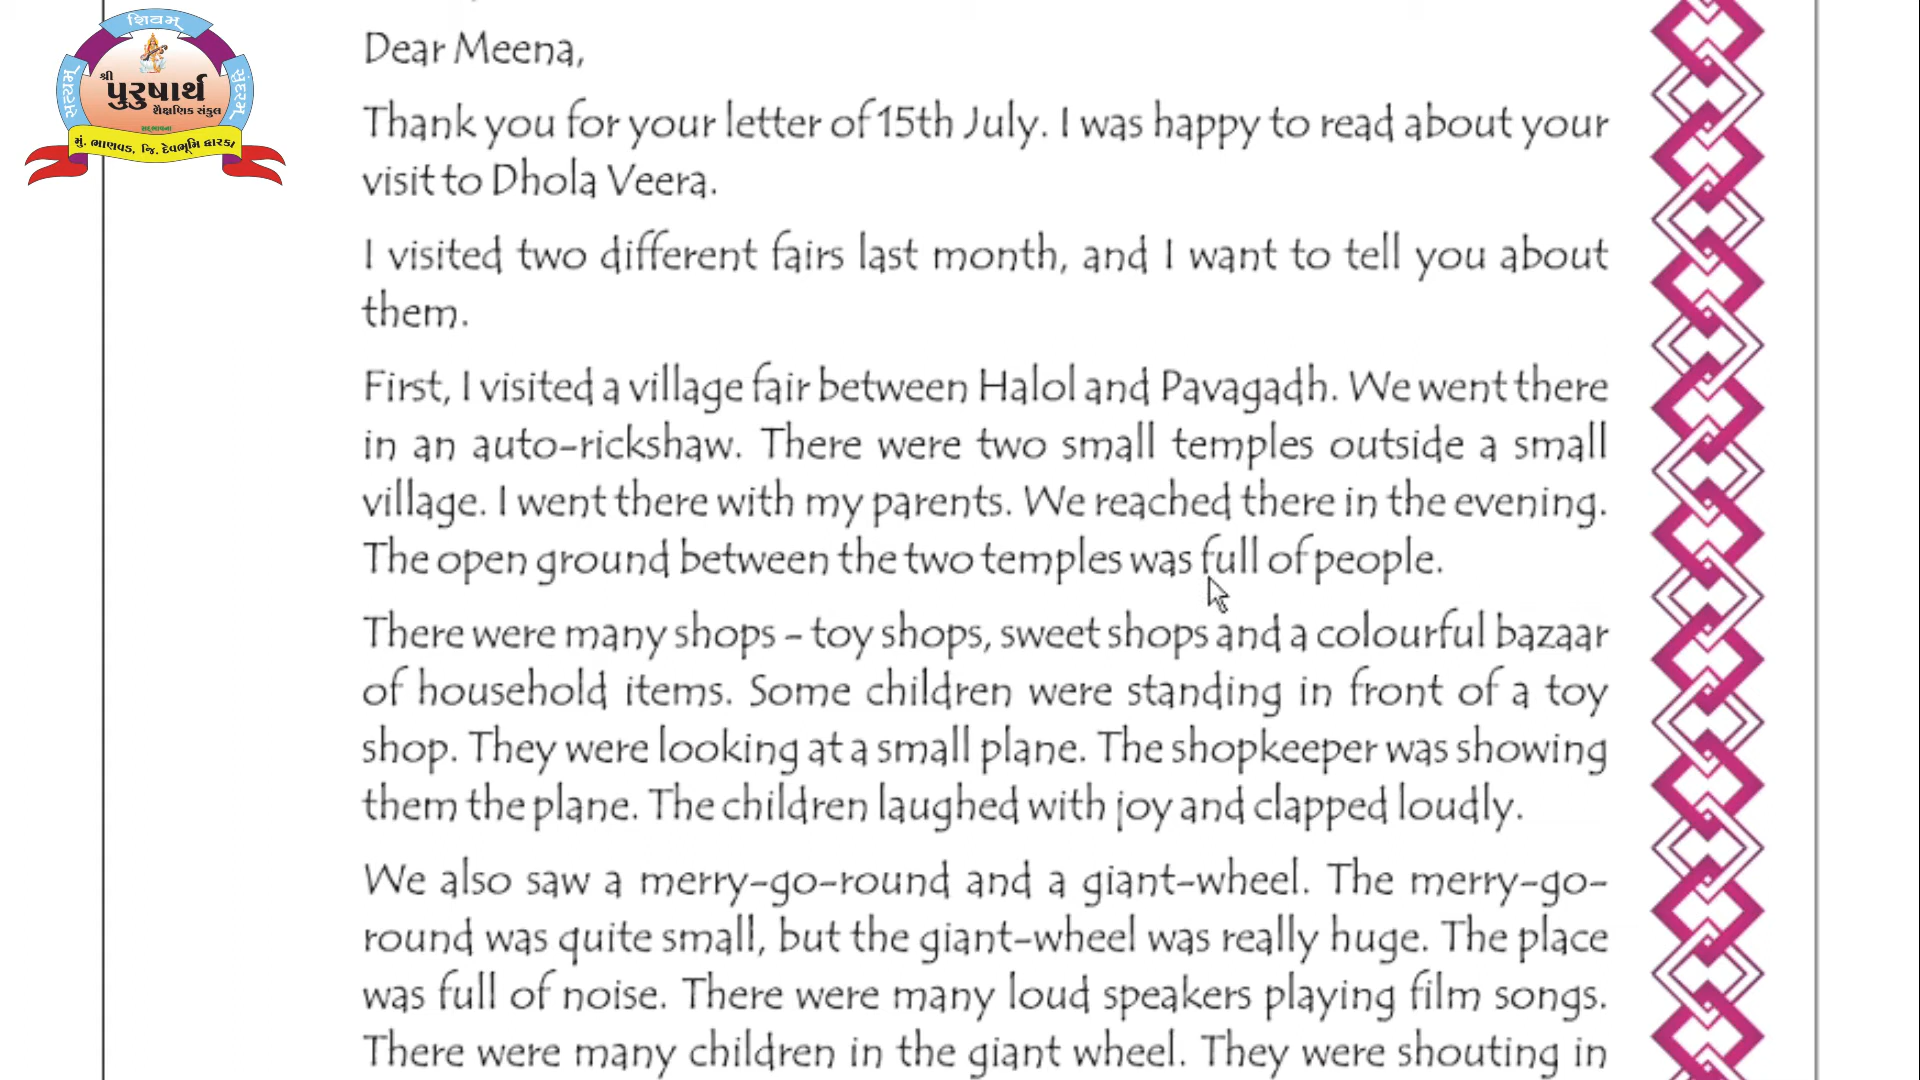 શિવમ્
સત્યમ્
સુંદરમ્
શ્રી
પુરુષાર્થ
શૈક્ષણિક સંકુલ
સદ્ભાવના
મું. ભાણવડ, જિ. દેવભૂમિ દ્વારકા
Dear Meena,
Thank you for your letter of 15th July. I was happy to read about your
visit to Dhola Veera.
I visited two different fairs last month, and I want to tell you about
them.
First, I visited a village fair between Halol and Pavagadh. We went there
in an auto-rickshaw. There were two small temples outside a small
village. I went there with my parents. We reached there in the evening.
The open ground between the two temples was full of people.
There were many shops - toy shops, sweet shops and a colourful bazaar
of household items. Some children were standing in front of a toy
shop. They were looking at a small plane. The shopkeeper was showing
them the plane. The children laughed with joy and clapped loudly.
We also saw a merry-go-round and a giant-wheel. The merry-go-
round was quite small, but the giant-wheel was really huge. The place
was full of noise. There were many loud speakers playing film songs.
There were many children in the giant wheel. They were shouting in